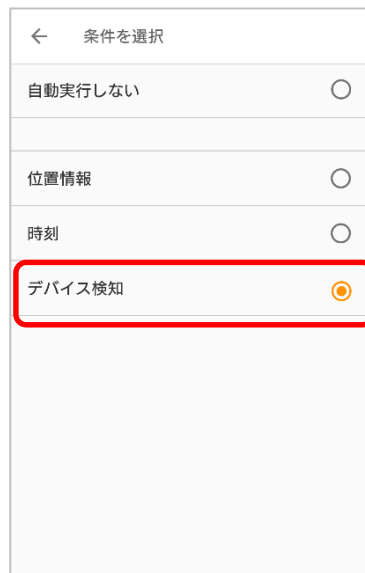 条件を選択
自動実行しない
位置情報
時刻
デバイス検知